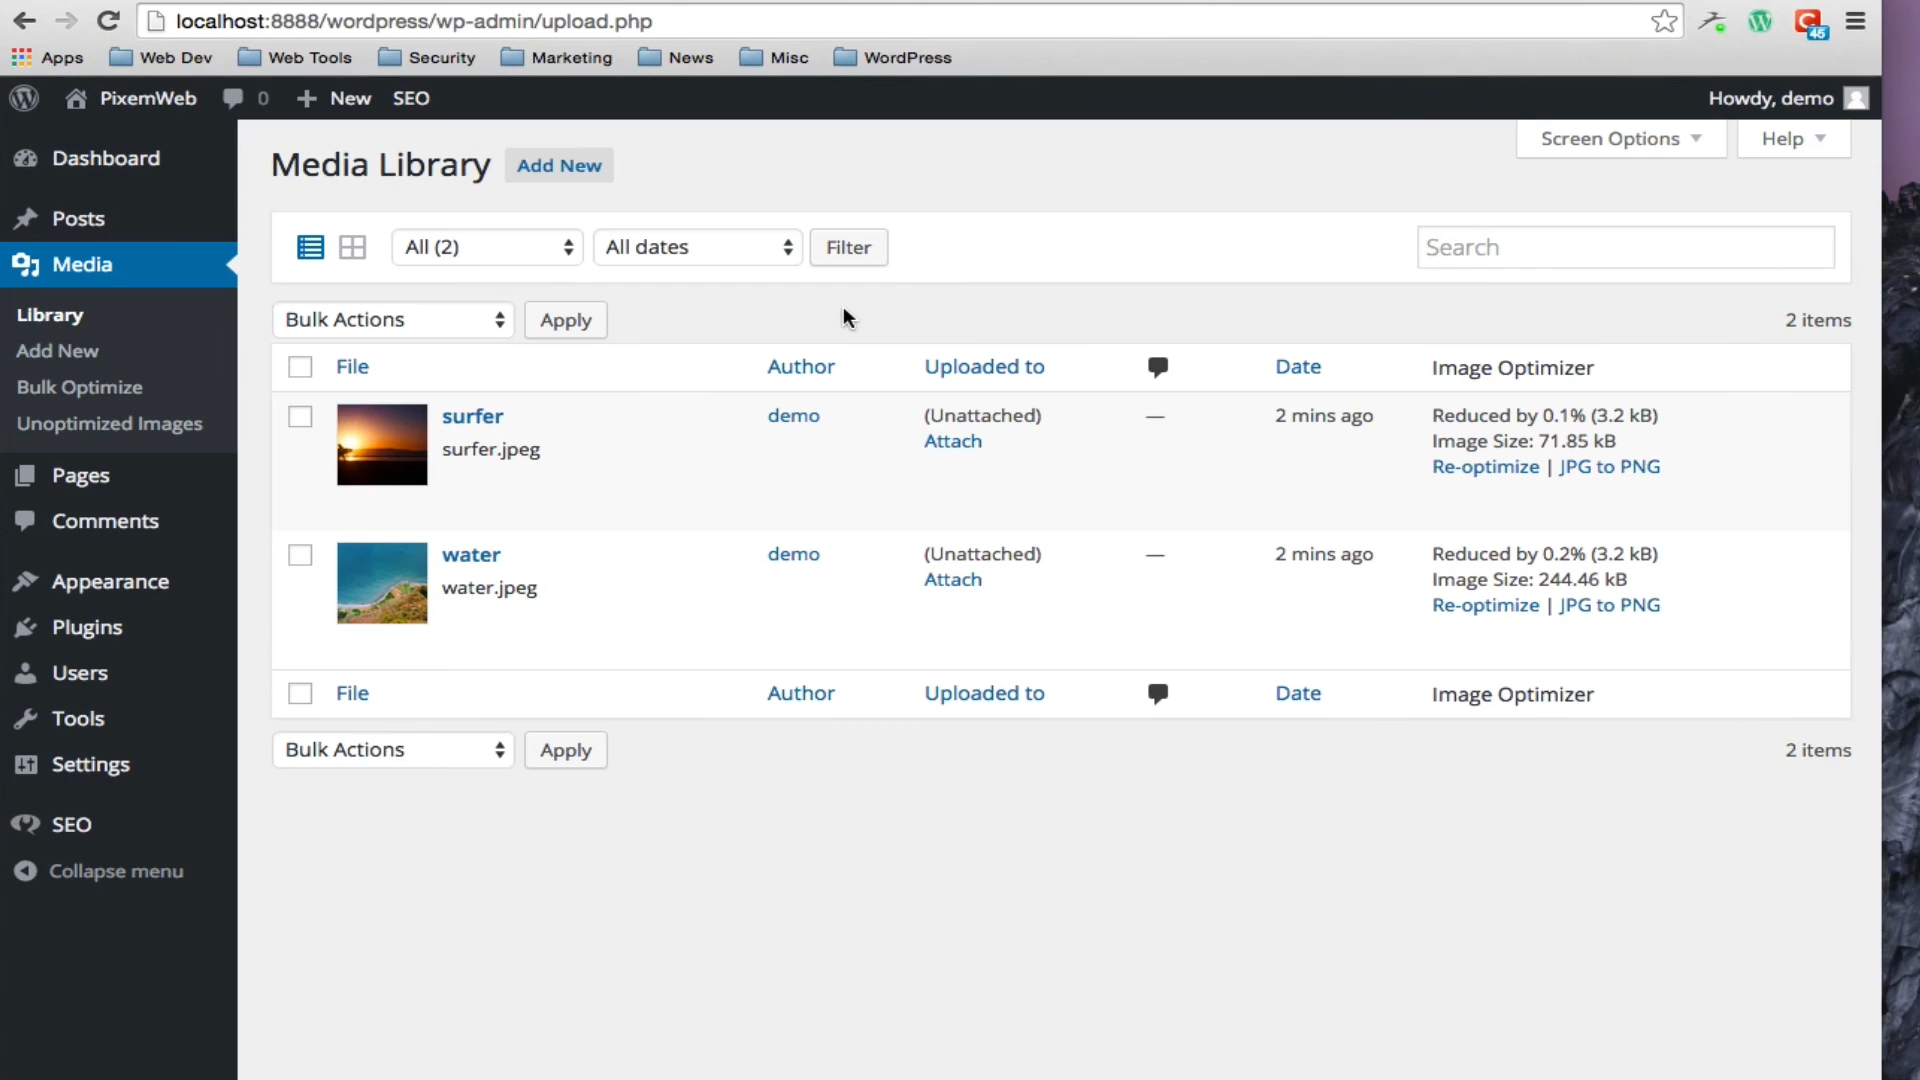 localhost:8888/wordpress/wp-admin/upload.php
45
Apps Web Dev Web Tools Security Marketing News Misc WordPress
PixemWeb 0 New SEO Howdy, demo
Screen Options Help
Media Library Add New
All (2) All dates Filter Search
Bulk Actions Apply 2 items
File Author Uploaded to Date Image Optimizer
surfer demo (Unattached) — 2 mins ago Reduced by 0.1% (3.2 kB)
Attach Image Size: 71.85 kB
surfer.jpeg Re-optimize | JPG to PNG
water demo (Unattached) — 2 mins ago Reduced by 0.2% (3.2 kB)
Attach Image Size: 244.46 kB
water.jpeg Re-optimize | JPG to PNG
File Author Uploaded to Date Image Optimizer
Bulk Actions Apply 2 items
Dashboard
Posts
Media
Library
Add New
Bulk Optimize
Unoptimized Images
Pages
Comments
Appearance
Plugins
Users
Tools
Settings
SEO
Collapse menu